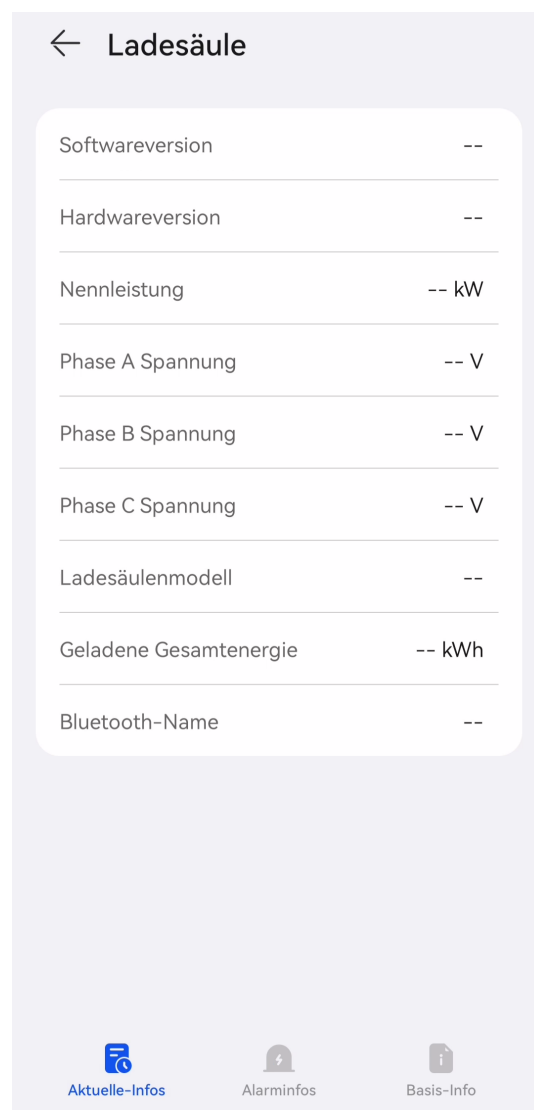 Ladesäule
Softwareversion --
Hardwareversion --
Nennleistung -- kW
Phase A Spannung -- V
Phase B Spannung -- V
Phase C Spannung -- V
Ladesäulenmodell --
Geladene Gesamtenergie -- kWh
Bluetooth-Name --
Aktuelle-Infos Alarminfos Basis-Info